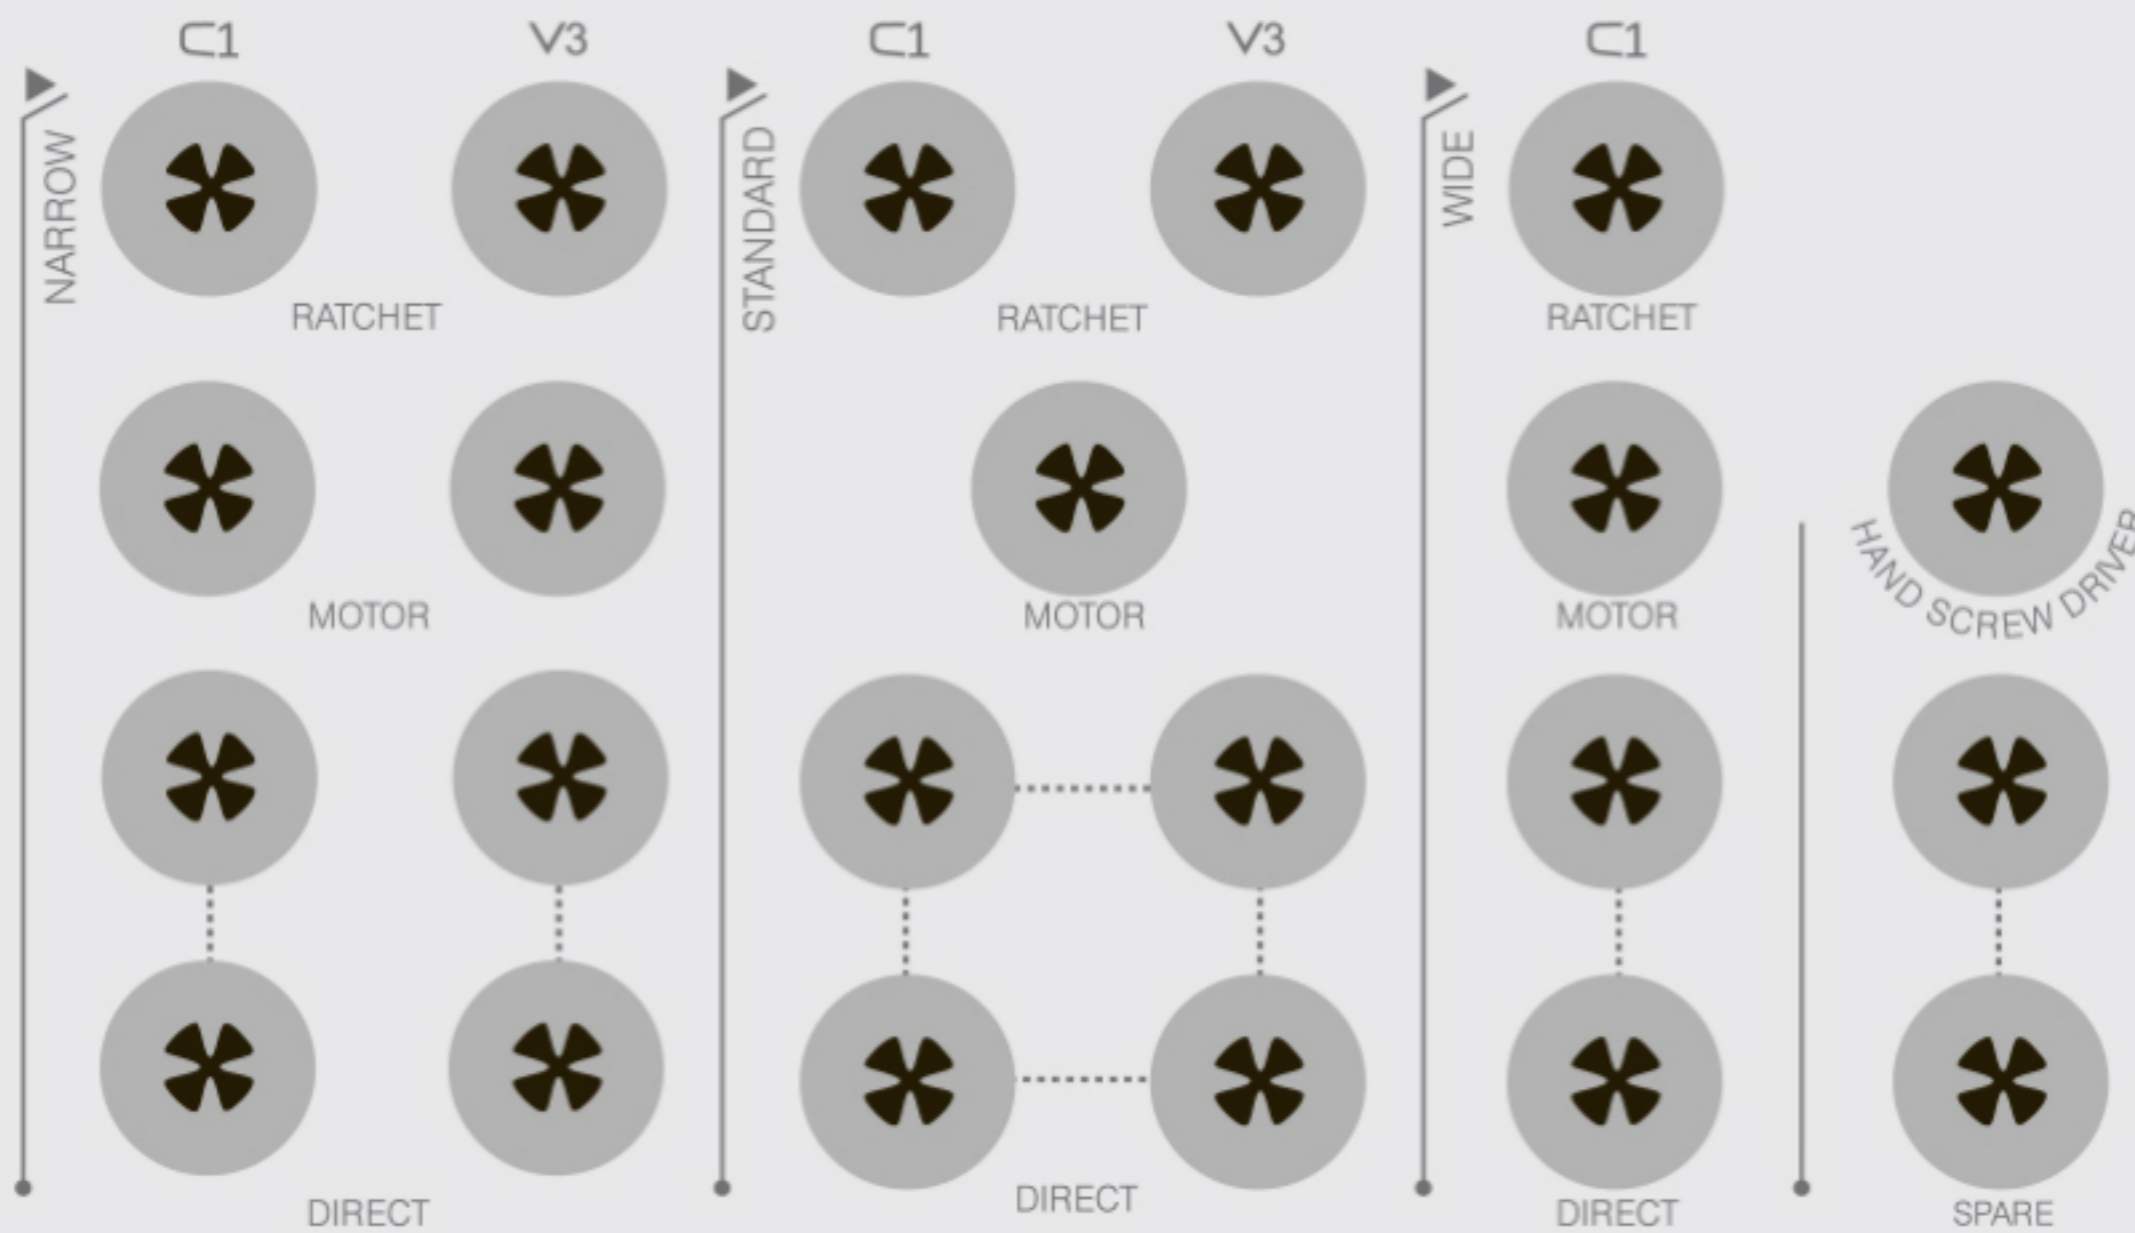 C1
V3
C1
V3
C1
NARROW
STANDARD
WIDE
RATCHET
RATCHET
RATCHET
MOTOR
MOTOR
MOTOR
HAND SCREW DRIVER
DIRECT
DIRECT
DIRECT
SPARE